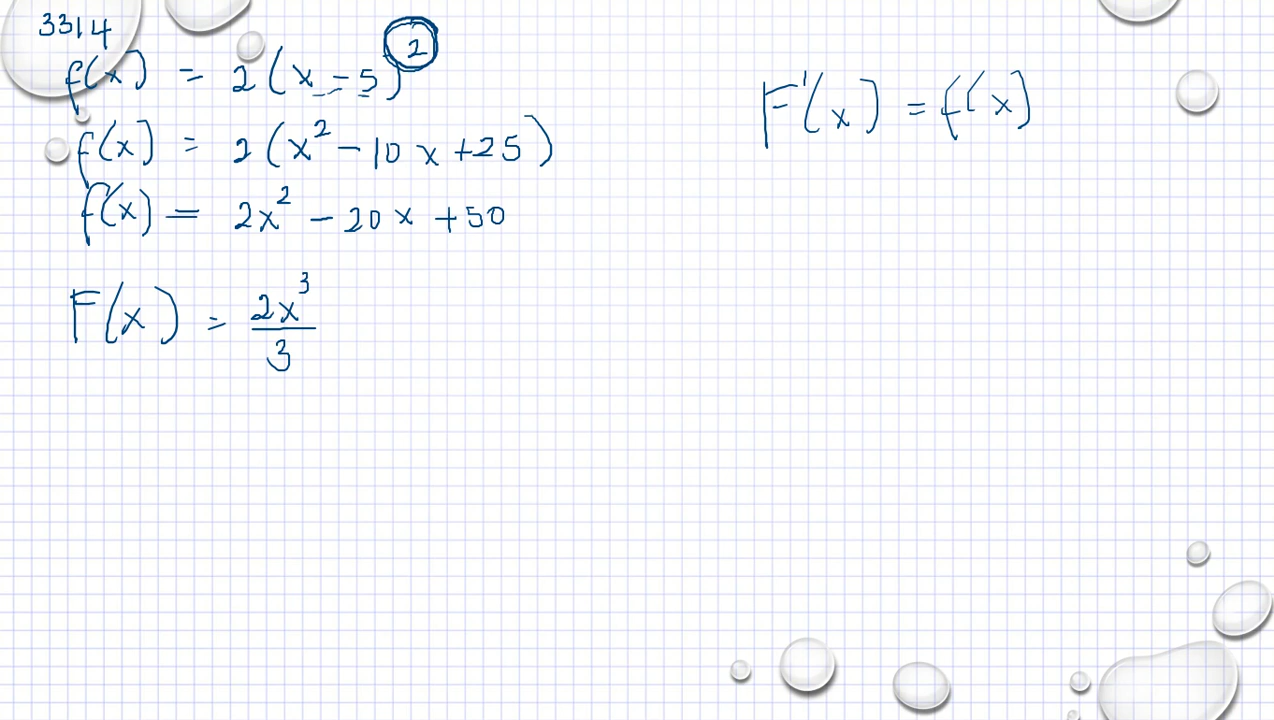 3314
f(x) = 2(x-5)²
f(x) = 2(x² - 10x + 25)
f(x) = 2x² - 20x + 50
F(x) = 2x³/3
F'(x) = f(x)